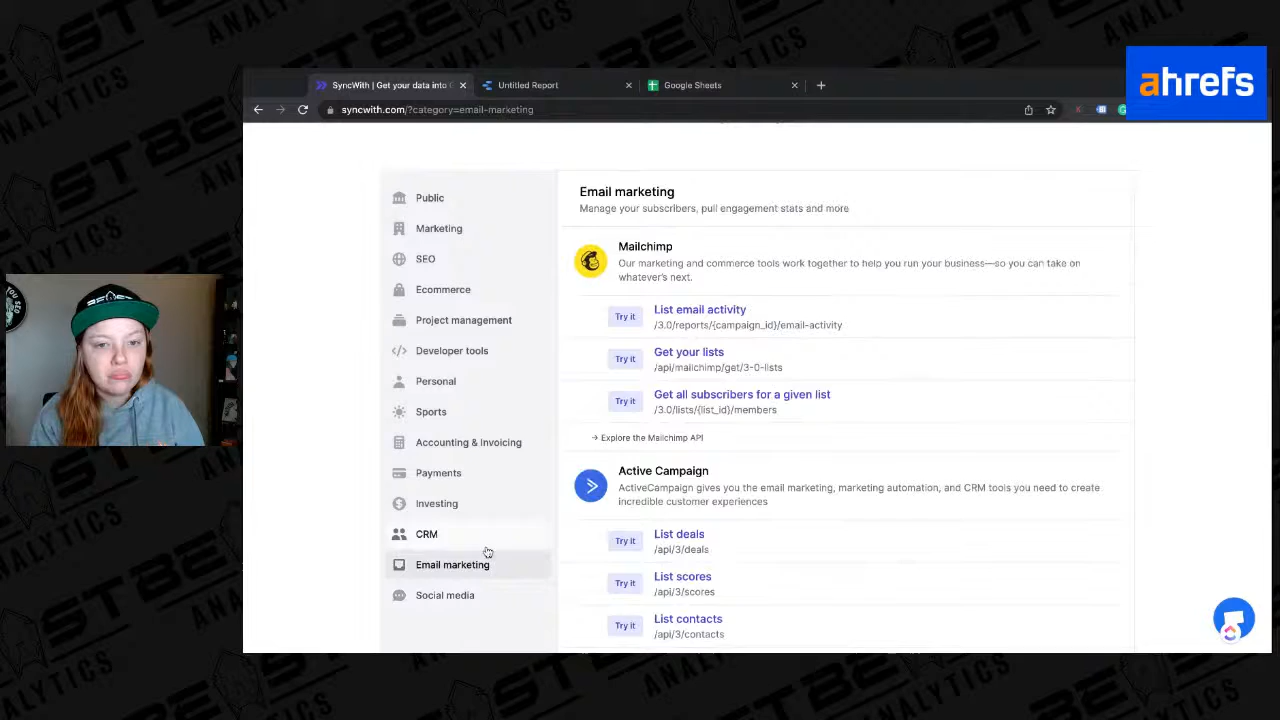 ahrefs
SyncWith | Get your data into
Untitled Report
Google Sheets
syncwith.com/?category=email-marketing
Public
Marketing
SEO
Ecommerce
Project management
Developer tools
Personal
Sports
Accounting & Invoicing
Payments
Investing
CRM
Email marketing
Social media
Email marketing
Manage your subscribers, pull engagement stats and more
Mailchimp
Our marketing and commerce tools work together to help you run your business—so you can take on
whatever's next.
Try it List email activity
/3.0/reports/{campaign_id}/email-activity
Try it Get your lists
/api/mailchimp/get/3-0-lists
Try it Get all subscribers for a given list
/3.0/lists/{list_id}/members
→ Explore the Mailchimp API
Active Campaign
ActiveCampaign gives you the email marketing, marketing automation, and CRM tools you need to create
incredible customer experiences
Try it List deals
/api/3/deals
Try it List scores
/api/3/scores
Try it List contacts
/api/3/contacts
ANALYTICS